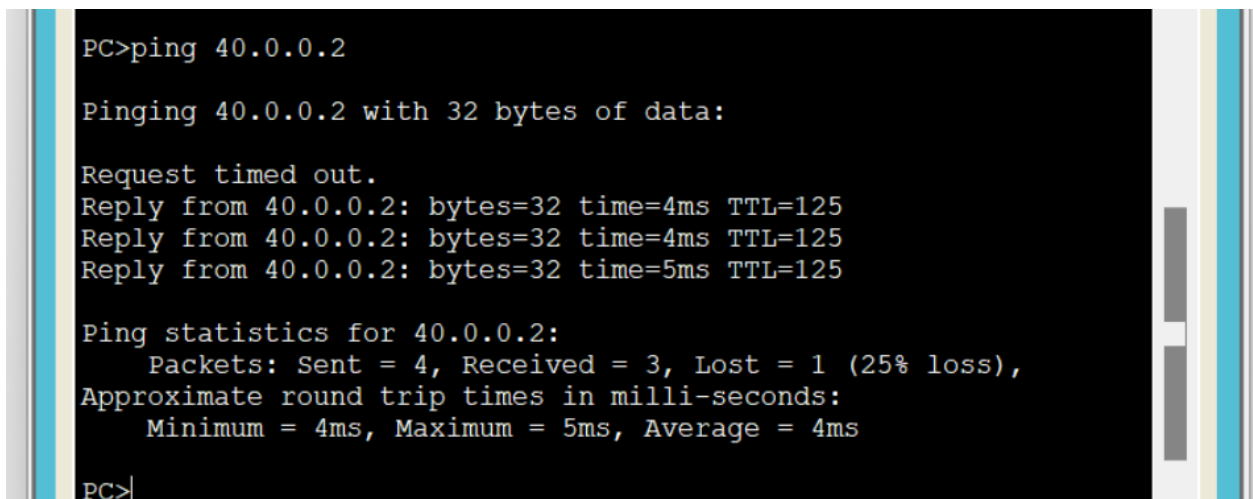 PC>ping 40.0.0.2
Pinging 40.0.0.2 with 32 bytes of data:
Request timed out.
Reply from 40.0.0.2: bytes=32 time=4ms TTL=125
Reply from 40.0.0.2: bytes=32 time=4ms TTL=125
Reply from 40.0.0.2: bytes=32 time=5ms TTL=125
Ping statistics for 40.0.0.2:
    Packets: Sent = 4, Received = 3, Lost = 1 (25% loss),
Approximate round trip times in milli-seconds:
    Minimum = 4ms, Maximum = 5ms, Average = 4ms
PC>